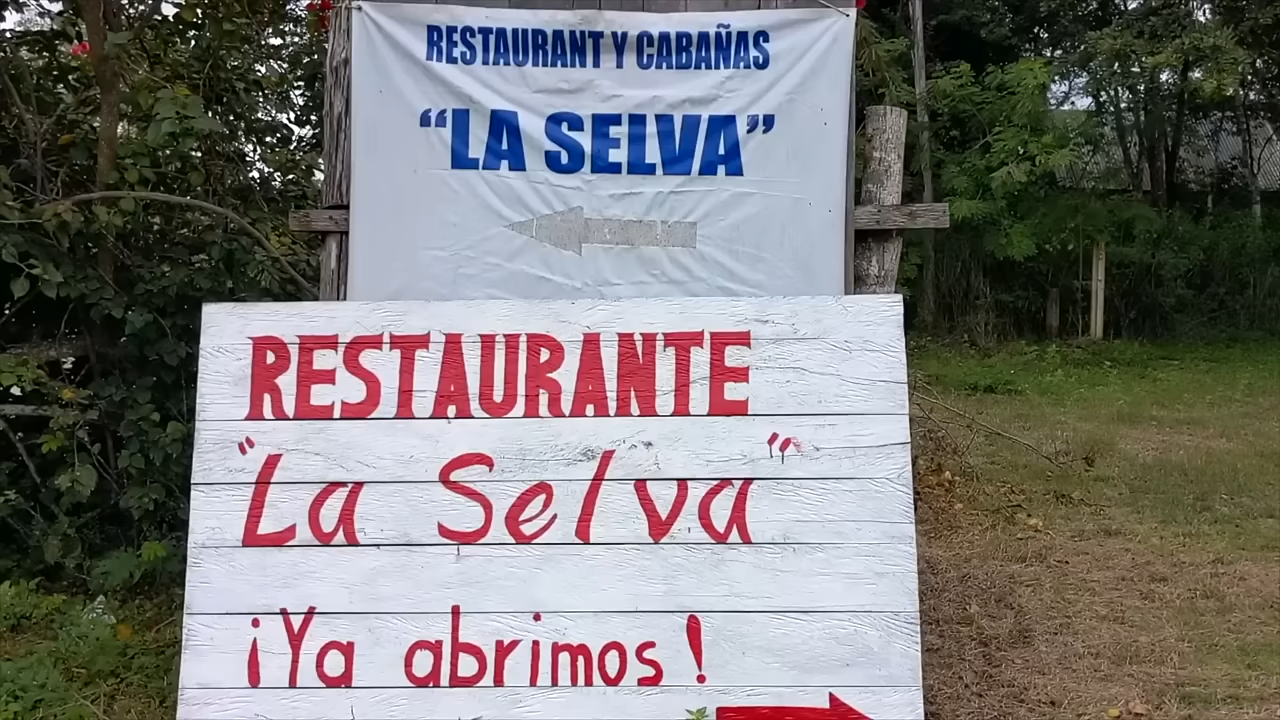 RESTAURANT Y CABAÑAS
“LA SELVA”
RESTAURANTE
"La Selva"
¡Ya abrimos!